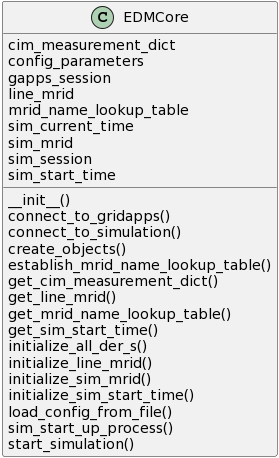 C EDMCore
cim_measurement_dict
config_parameters
gapps_session
line_mrid
mrid_name_lookup_table
sim_current_time
sim_mrid
sim_session
sim_start_time
__init__()
connect_to_gridapps()
connect_to_simulation()
create_objects()
establish_mrid_name_lookup_table()
get_cim_measurement_dict()
get_line_mrid()
get_mrid_name_lookup_table()
get_sim_start_time()
initialize_all_der_s()
initialize_line_mrid()
initialize_sim_mrid()
initialize_sim_start_time()
load_config_from_file()
sim_start_up_process()
start_simulation()